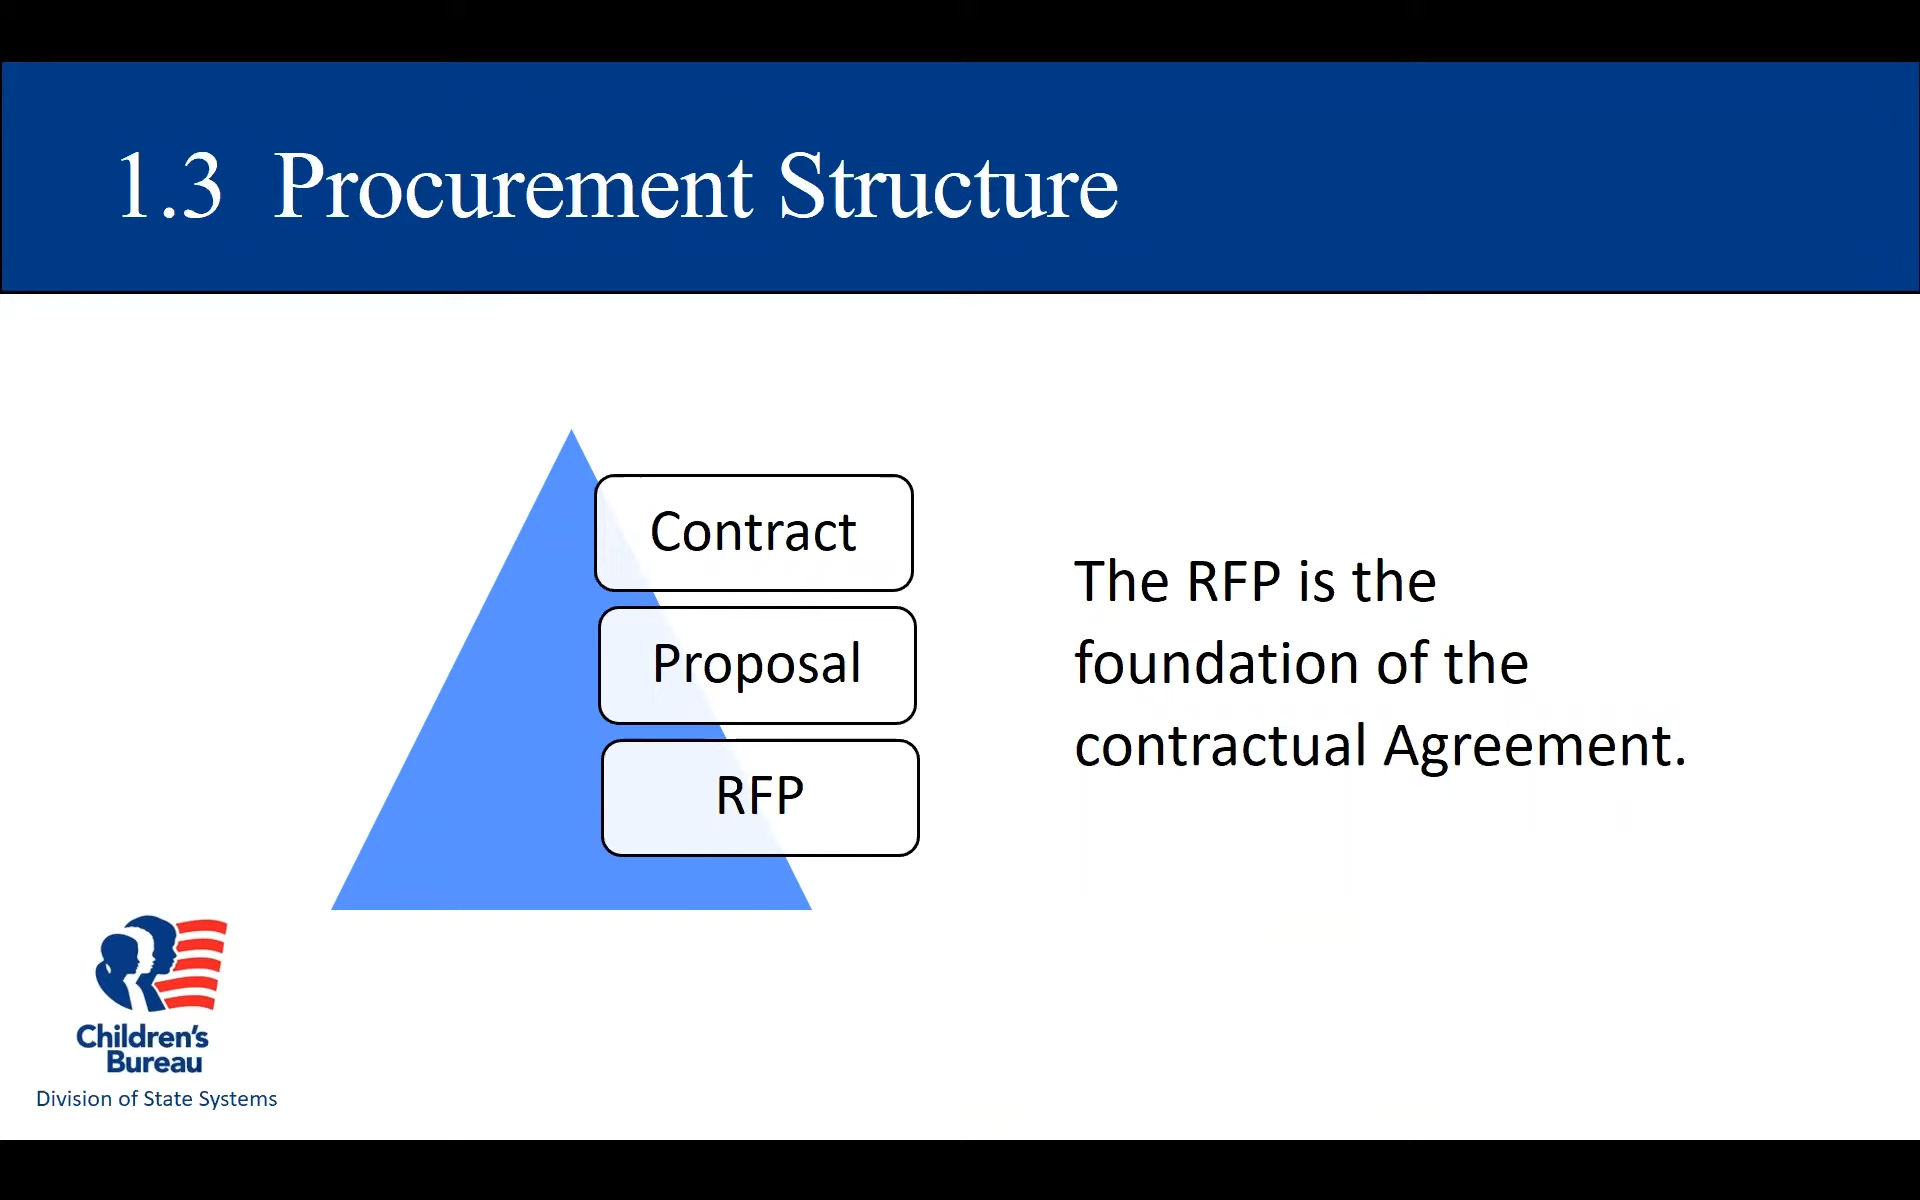 1.3 Procurement Structure
Contract
Proposal
RFP
The RFP is the
foundation of the
contractual Agreement.
Children's
Bureau
Division of State Systems